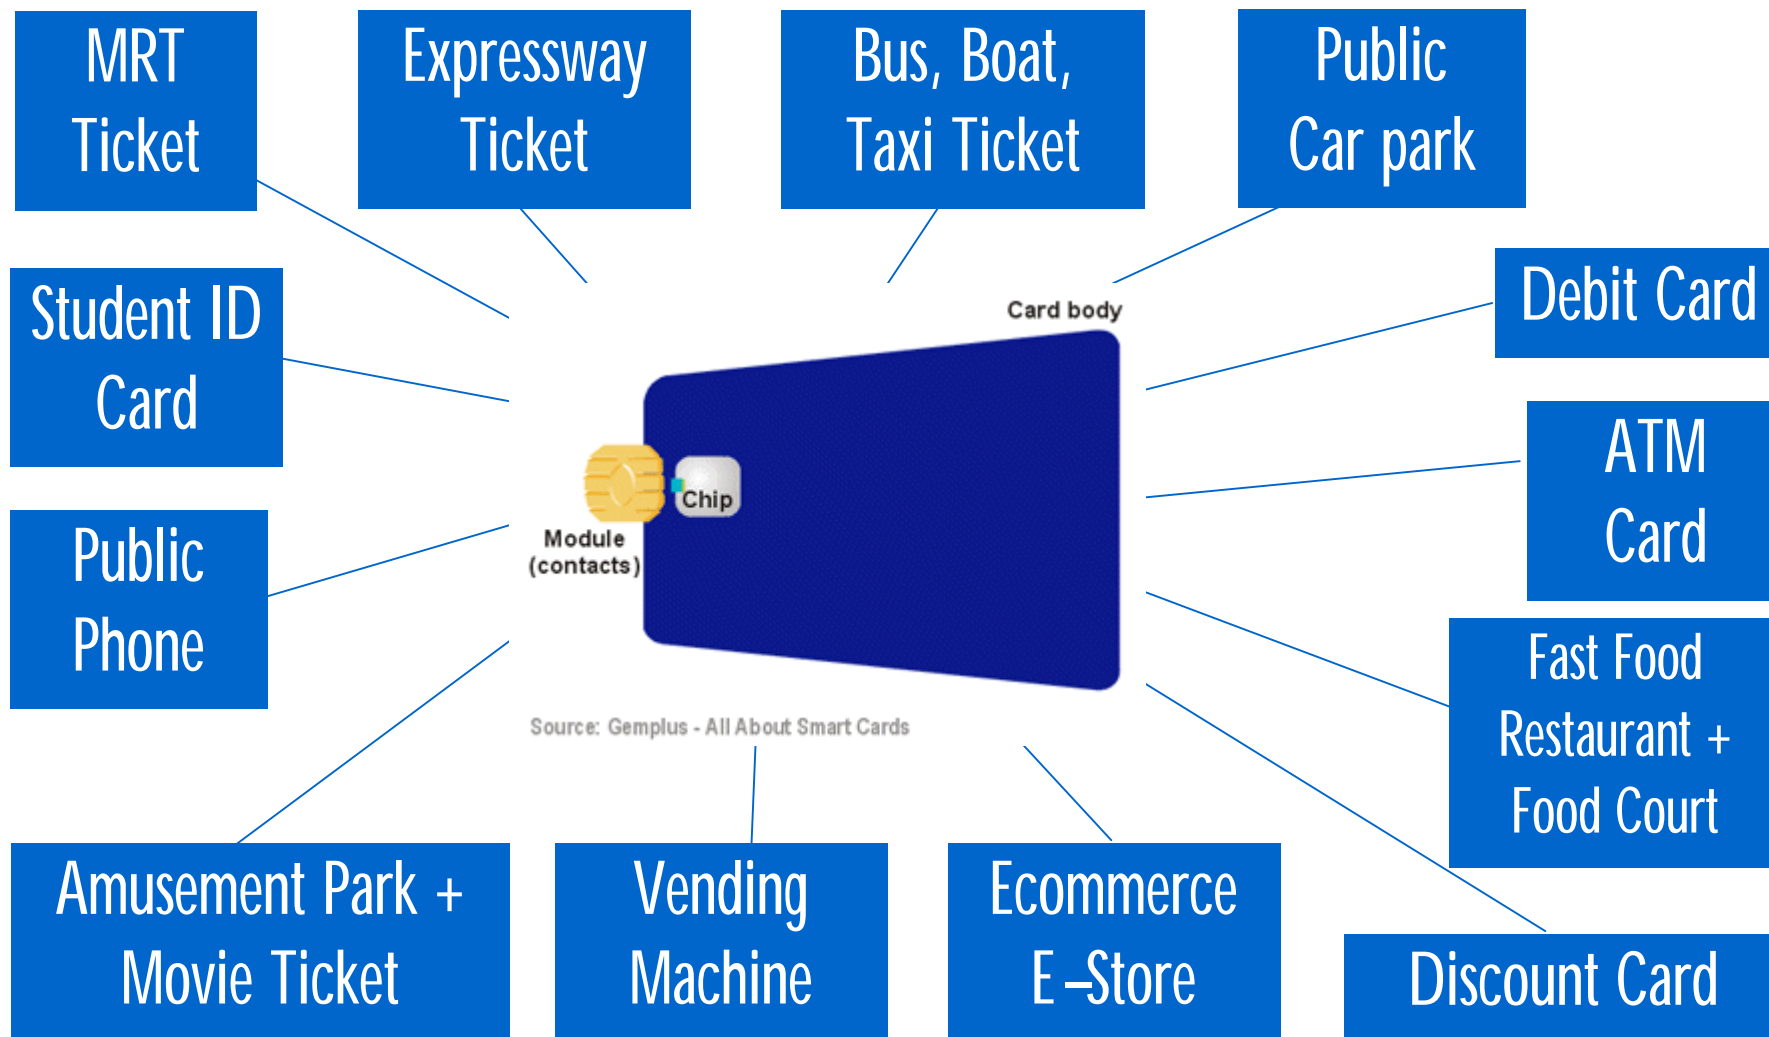 MRT
Ticket
Expressway
Ticket
Bus, Boat,
Taxi Ticket
Public
Car park
Student ID
Card
Debit Card
Card body
ATM
Card
Chip
Module
(contacts)
Public
Phone
Fast Food
Restaurant +
Food Court
Source: Gemplus - All About Smart Cards
Amusement Park +
Movie Ticket
Vending
Machine
Ecommerce
E –Store
Discount Card